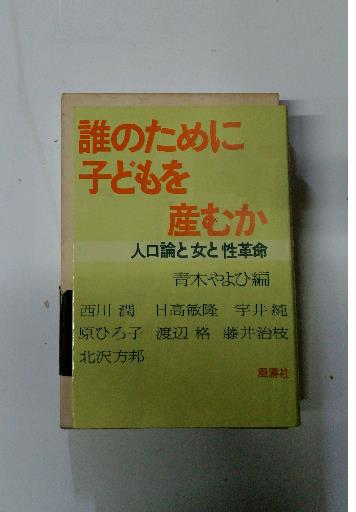 誰のために
子どもを
産むか
人口論と女と性革命
青木やよひ編
西川潤 日高敏隆 宇井純
原ひろ子 渡辺格 藤井治枝
北沢方邦
風濤社